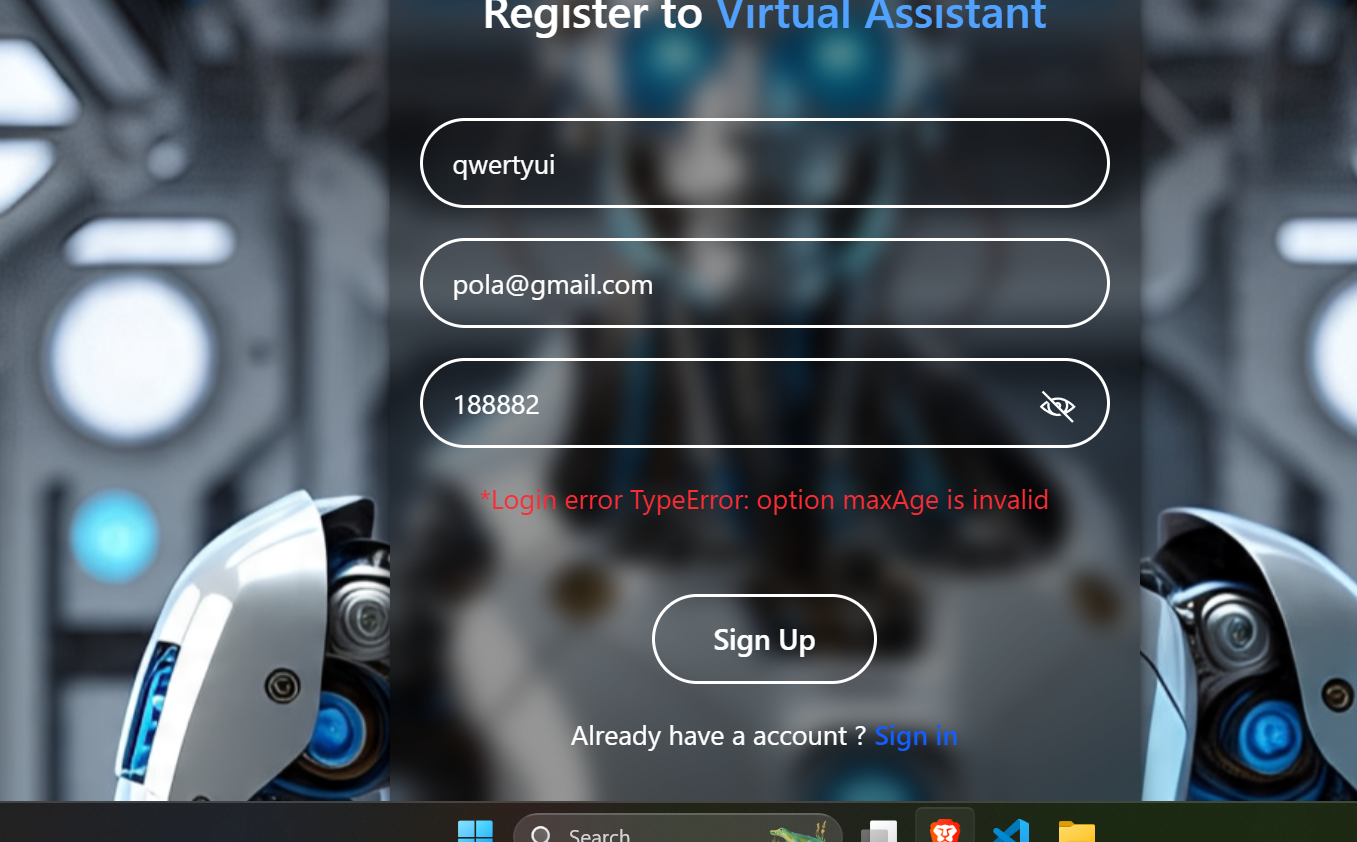 Register to Virtual Assistant
qwertyui
pola@gmail.com
188882
*Login error TypeError: option maxAge is invalid
Sign Up
Already have a account ? Sign in
Search